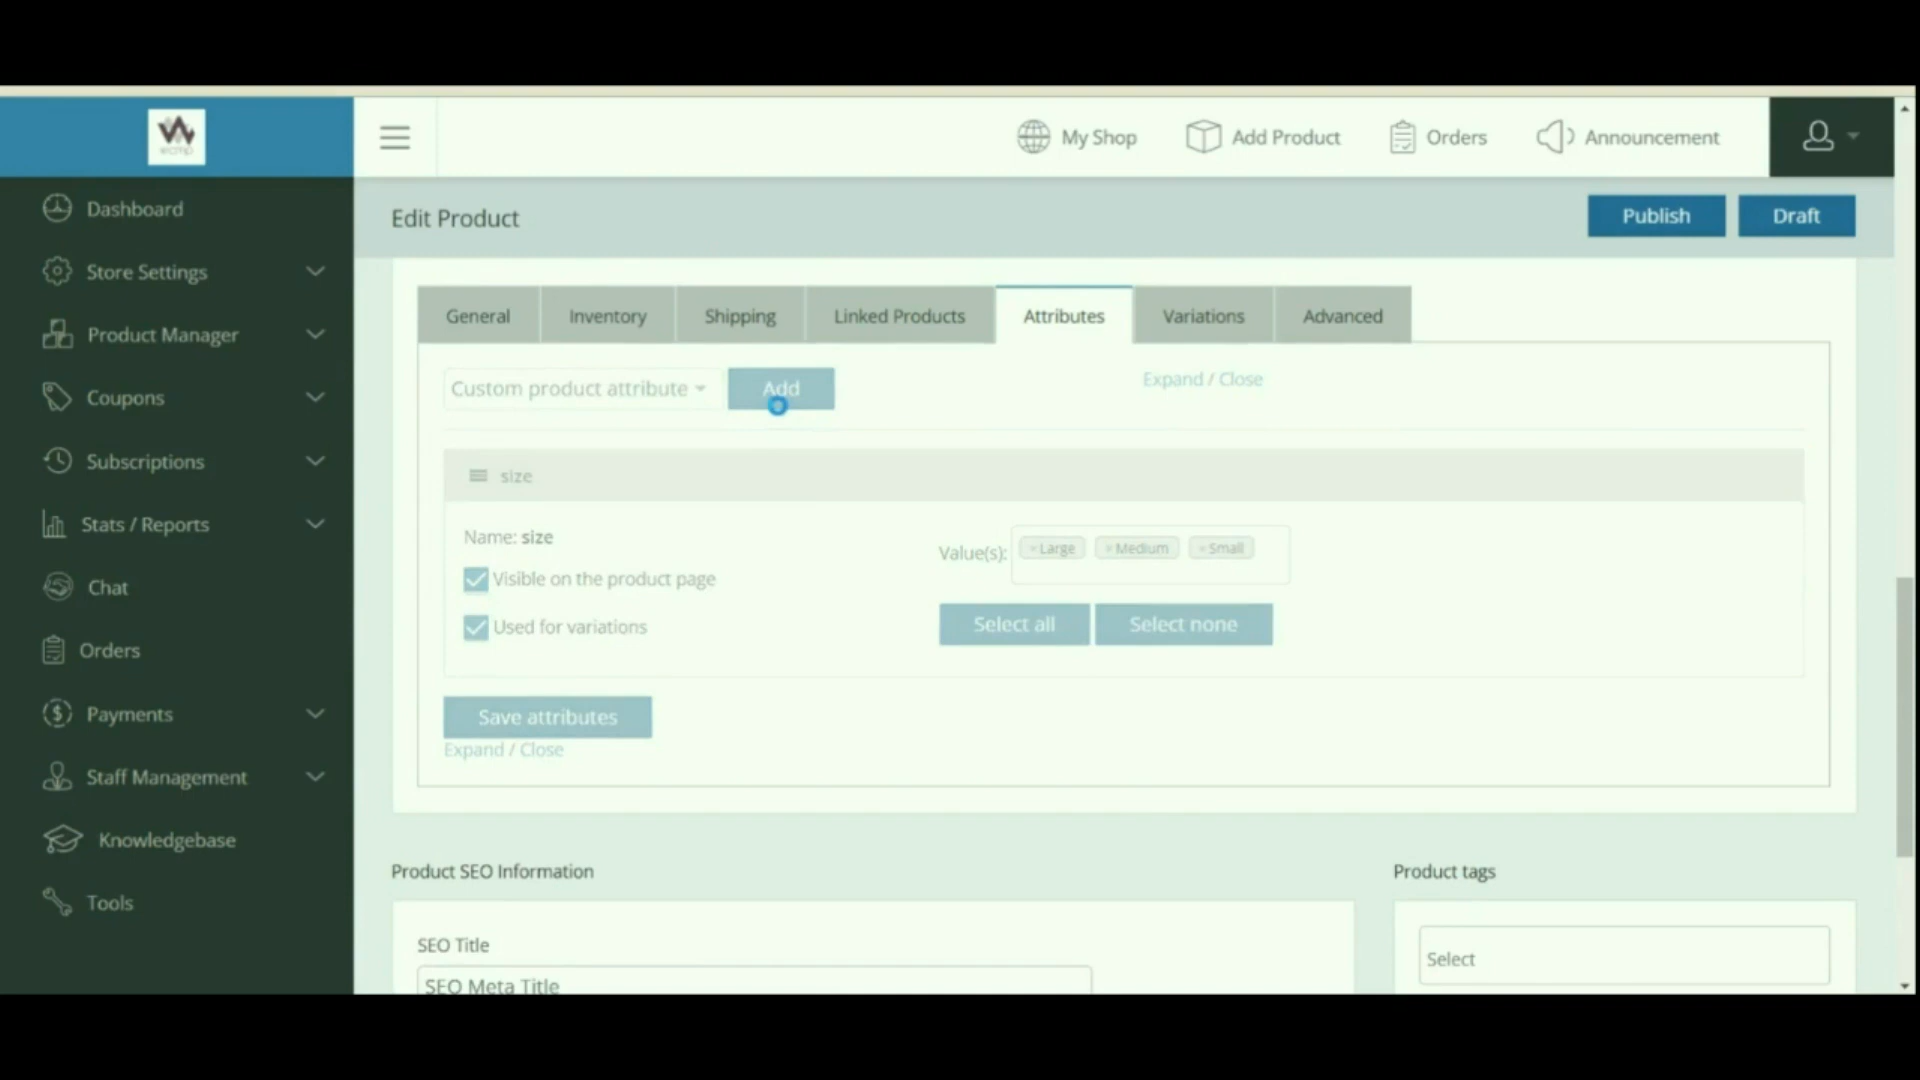 wcmp
My Shop
Add Product
Orders
Announcement
Dashboard
Store Settings
Product Manager
Coupons
Subscriptions
Stats / Reports
Chat
Orders
Payments
Staff Management
Knowledgebase
Tools
Edit Product
Publish
Draft
General
Inventory
Shipping
Linked Products
Attributes
Variations
Advanced
Custom product attribute
Add
Expand / Close
size
Name: size
Visible on the product page
Used for variations
Value(s):
× Large
× Medium
× Small
Select all
Select none
Save attributes
Expand / Close
Product SEO Information
SEO Title
SEO Meta Title
Product tags
Select